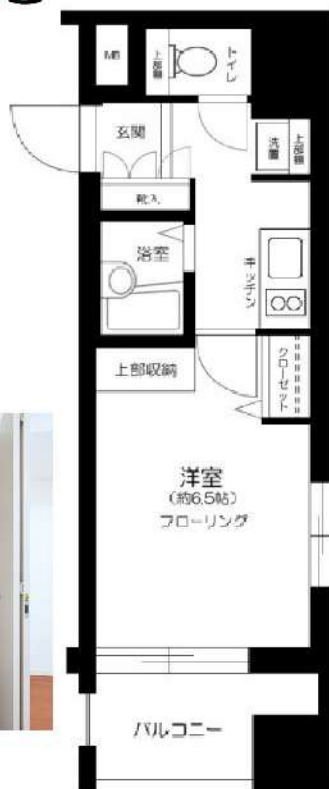 MB
上部棚
トイレ
玄関
洗置
上部棚
靴入
浴室
キッチン
上部収納
クローゼット
洋室
(約6.5帖)
フローリング
バルコニー